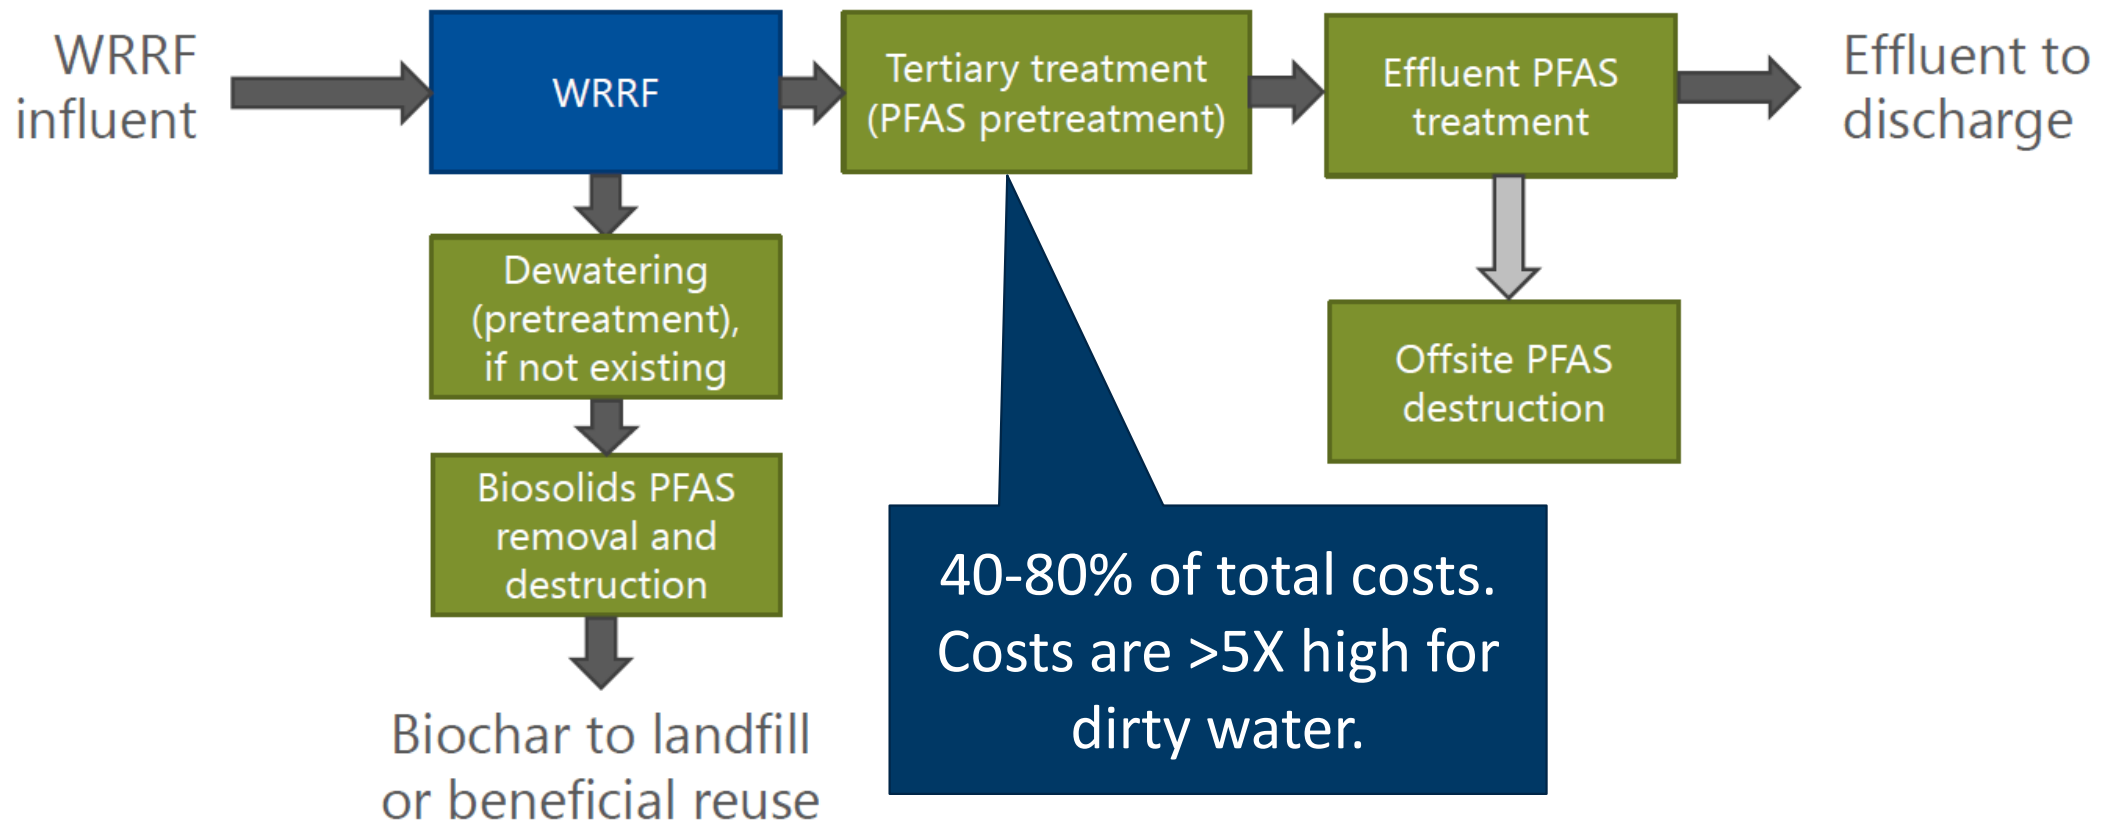 WRRF
influent
WRRF
Tertiary treatment
(PFAS pretreatment)
Effluent PFAS
treatment
Effluent to
discharge
Dewatering
(pretreatment),
if not existing
Offsite PFAS
destruction
Biosolids PFAS
removal and
destruction
40-80% of total costs.
Costs are >5X high for
dirty water.
Biochar to landfill
or beneficial reuse